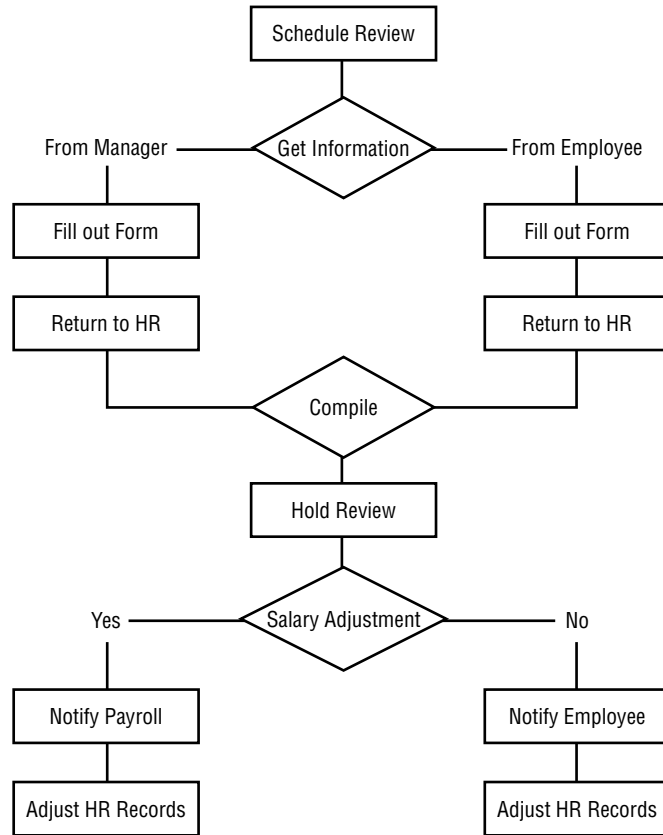 Schedule Review
From Manager
Get Information
From Employee
Fill out Form
Fill out Form
Return to HR
Return to HR
Compile
Hold Review
Yes
Salary Adjustment
No
Notify Payroll
Notify Employee
Adjust HR Records
Adjust HR Records